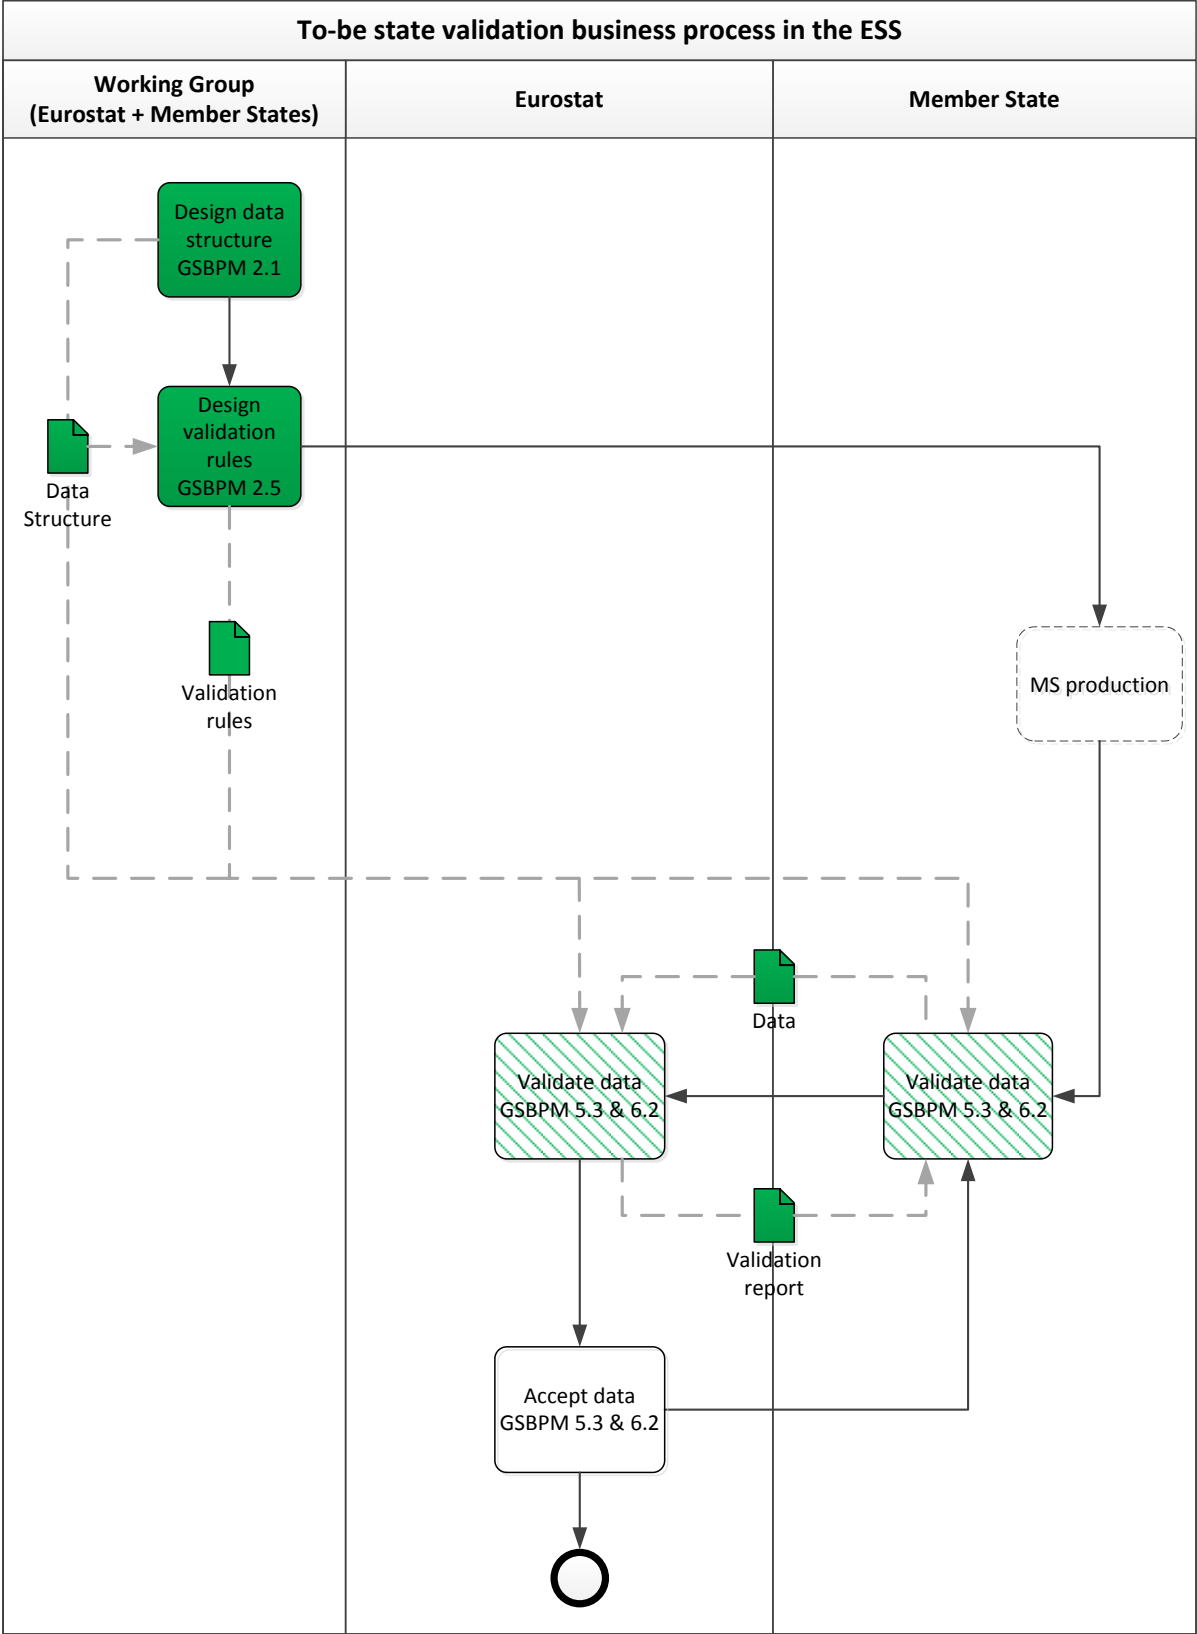 To-be state validation business process in the ESS
Working Group
(Eurostat + Member States)
Eurostat
Member State
Design data
structure
GSBPM 2.1
Design
validation
rules
GSBPM 2.5
Data
Structure
Validation
rules
MS production
Data
Validate data
GSBPM 5.3 & 6.2
Validate data
GSBPM 5.3 & 6.2
Validation
report
Accept data
GSBPM 5.3 & 6.2